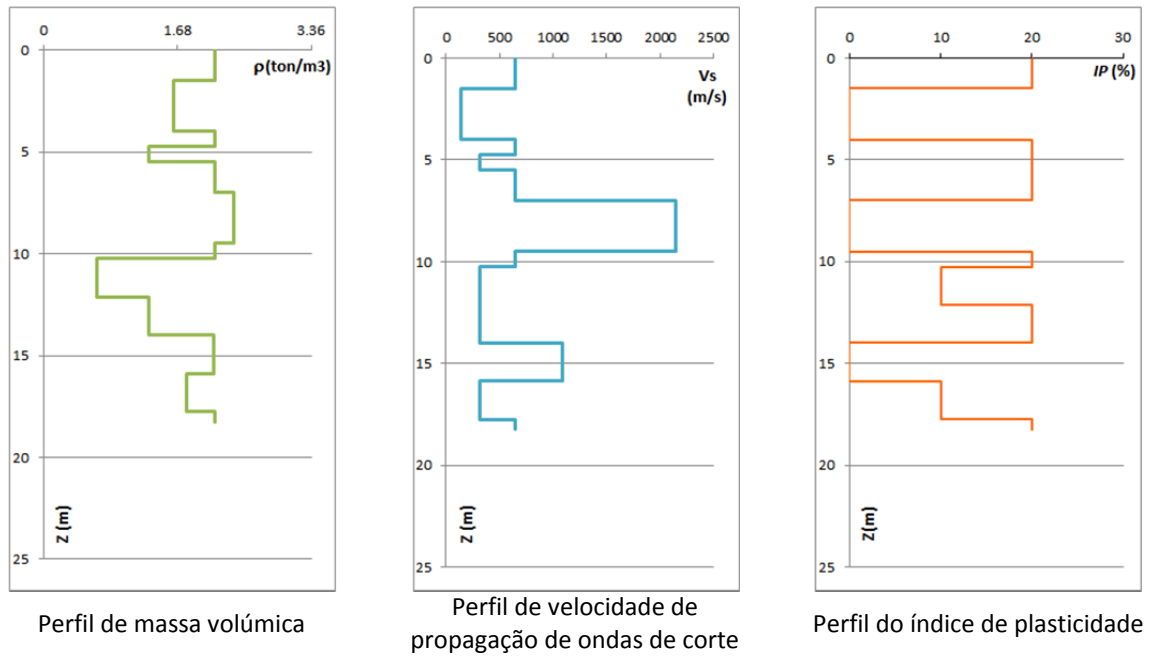 0 1.68 3.36
ρ(ton/m3)
0
5
10
15
20
25
Z (m)
Perfil de massa volúmica
0 500 1000 1500 2000 2500
Vs
(m/s)
0
5
10
15
20
25
Z (m)
Perfil de velocidade de
propagação de ondas de corte
0 10 20 30
IP (%)
0
5
10
15
20
25
Z(m)
Perfil do índice de plasticidade